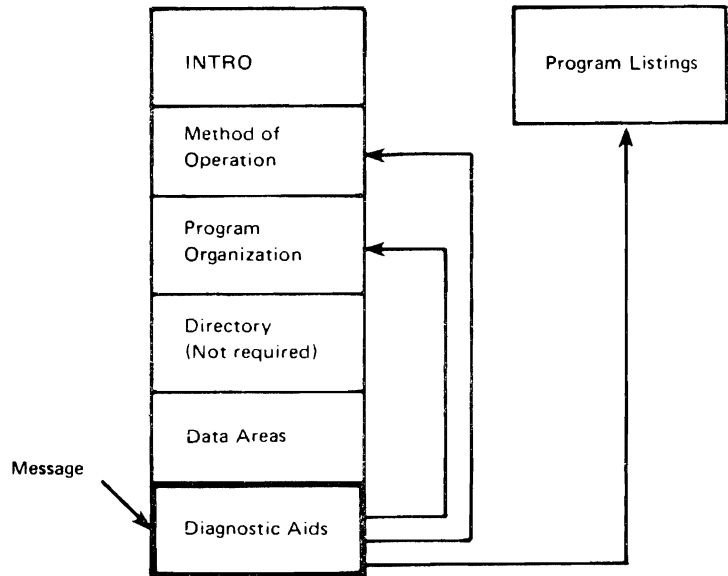 INTRO
Program Listings
Method of
Operation
Program
Organization
Directory
(Not required)
Data Areas
Message
Diagnostic Aids